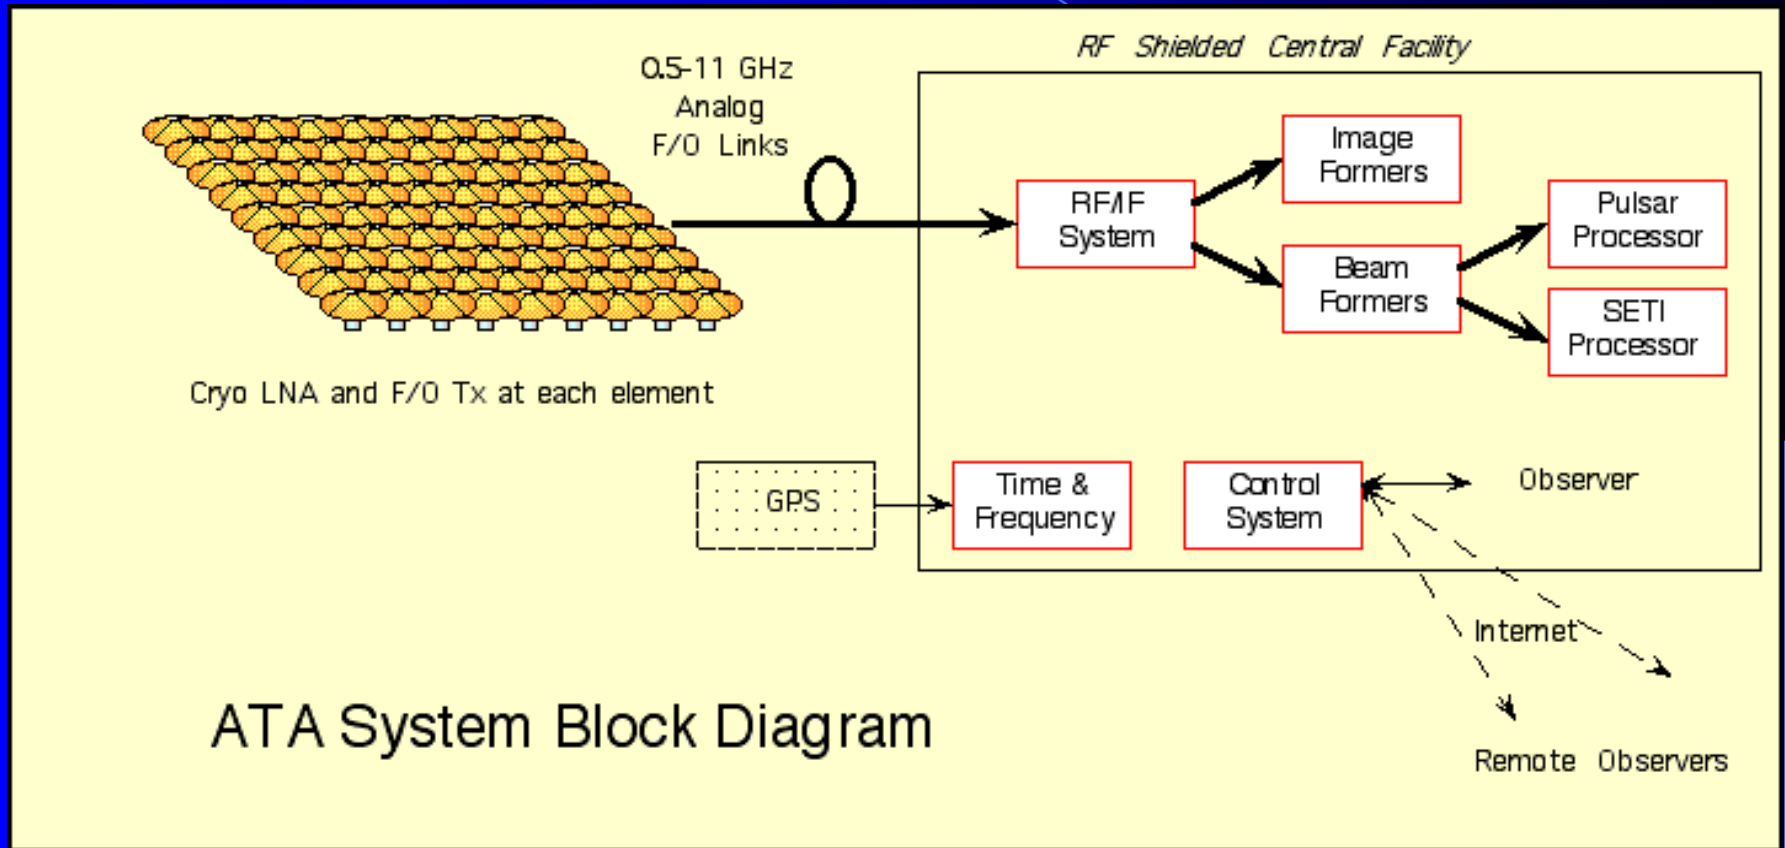 RF Shielded Central Facility
0.5-11 GHz
Analog
F/O Links
Image
Formers
RF/IF
System
Pulsar
Processor
Beam
Formers
SETI
Processor
Cryo LNA and F/O Tx at each element
GPS
Time &
Frequency
Control
System
Observer
Internet
ATA System Block Diagram
Remote Observers